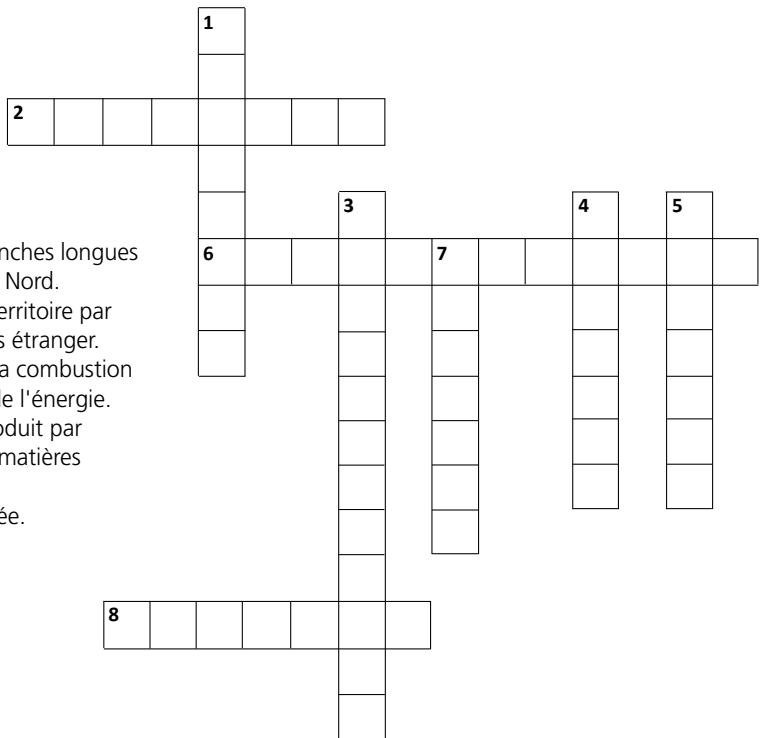 1
2
3 4 5
nches longues 6 7
Nord.
erritoire par
s étranger.
a combustion
e l'énergie.
oduit par
matières
ée.
8